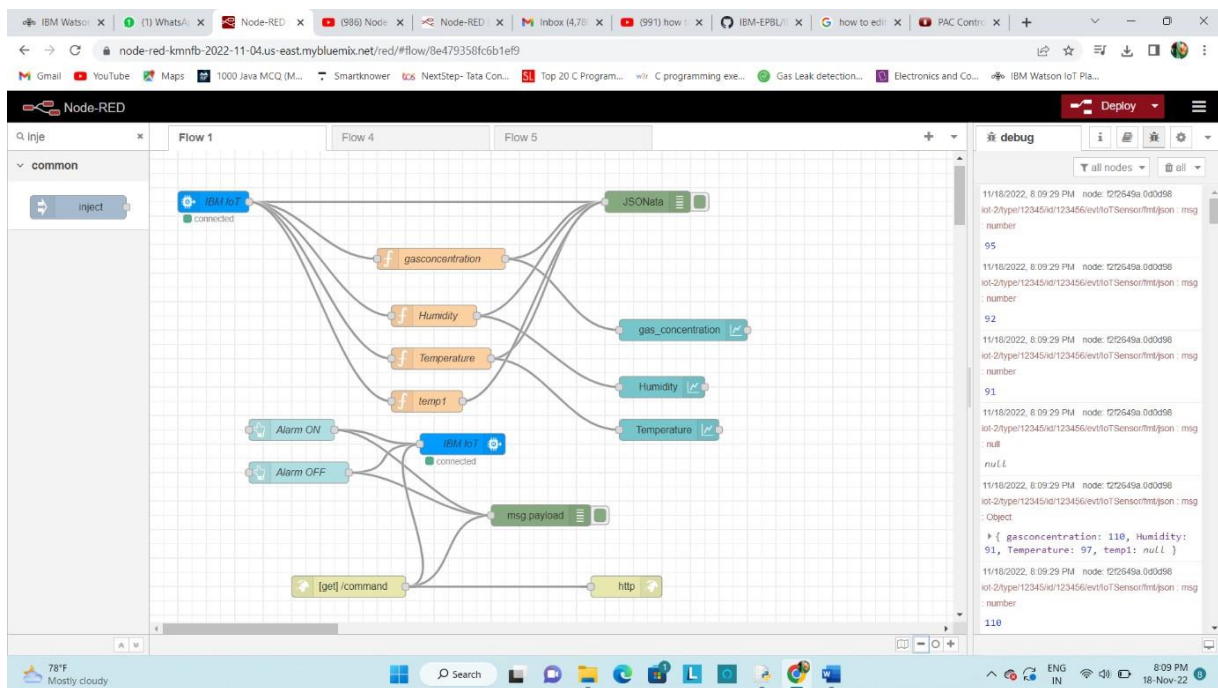 IBM Watso
(1) WhatsA
Node-RED
(986) Node
Node-RED
Inbox (4,78
(991) how t
IBM-EPBL/I
how to edit
PAC Contro
node-red-kmnfb-2022-11-04.us-east.mybluemix.net/red/#flow/8e479358fc6b1ef9
Gmail YouTube Maps 1000 Java MCQ (M... Smartknower NextStep- Tata Con... Top 20 C Program... C programming exe... Gas Leak detection... Electronics and Co... IBM Watson IoT Pla...
Node-RED Deploy
Inje
Flow 1 Flow 4 Flow 5
debug
common
all nodes all
inject
IBM IoT
connected
JSONata
gasconcentration
Humidity
gas_concentration
Temperature
Humidity
temp1
Alarm ON
Temperature
IBM IoT
connected
Alarm OFF
msg.payload
[get] /command
http
11/18/2022, 8:09:29 PM node: f2f2649a.0d0d98
iot-2/type/12345/id/123456/evt/IoTSensor/fmt/json : msg
: number
95
11/18/2022, 8:09:29 PM node: f2f2649a.0d0d98
iot-2/type/12345/id/123456/evt/IoTSensor/fmt/json : msg
: number
92
11/18/2022, 8:09:29 PM node: f2f2649a.0d0d98
iot-2/type/12345/id/123456/evt/IoTSensor/fmt/json : msg
: number
91
11/18/2022, 8:09:29 PM node: f2f2649a.0d0d98
iot-2/type/12345/id/123456/evt/IoTSensor/fmt/json : msg
: null
null
11/18/2022, 8:09:29 PM node: f2f2649a.0d0d98
iot-2/type/12345/id/123456/evt/IoTSensor/fmt/json : msg
: Object
{ gasconcentration: 110, Humidity:
91, Temperature: 97, temp1: null }
11/18/2022, 8:09:29 PM node: f2f2649a.0d0d98
iot-2/type/12345/id/123456/evt/IoTSensor/fmt/json : msg
: number
110
78°F
Mostly cloudy
Search
ENG
IN
8:09 PM
18-Nov-22